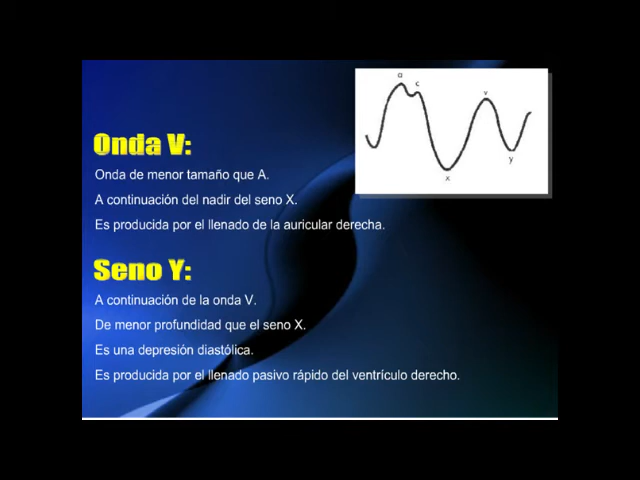 a
c
v
x
y
Onda V:
Onda de menor tamaño que A.
A continuación del nadir del seno X.
Es producida por el llenado de la auricular derecha.
Seno Y:
A continuación de la onda V.
De menor profundidad que el seno X.
Es una depresión diastólica.
Es producida por el llenado pasivo rápido del ventrículo derecho.